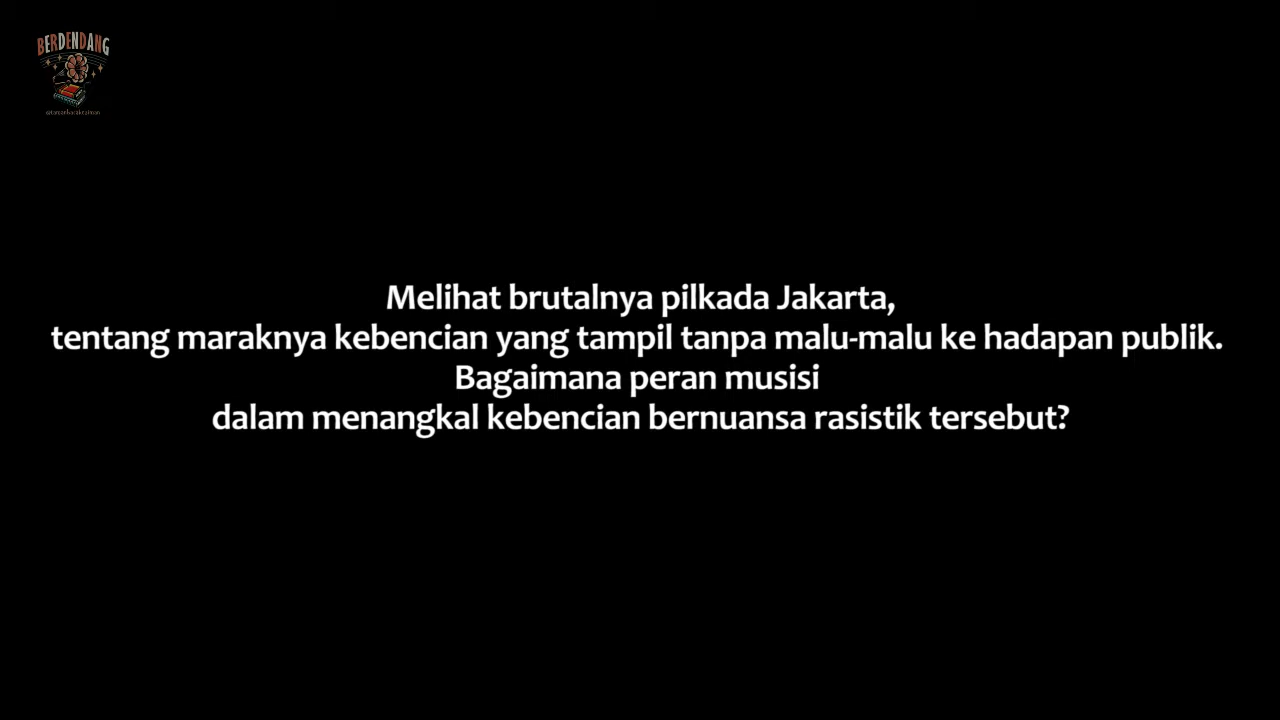 BERDENDANG
Melihat brutalnya pilkada Jakarta,
tentang maraknya kebencian yang tampil tanpa malu-malu ke hadapan publik.
Bagaimana peran musisi
dalam menangkal kebencian bernuansa rasistik tersebut?